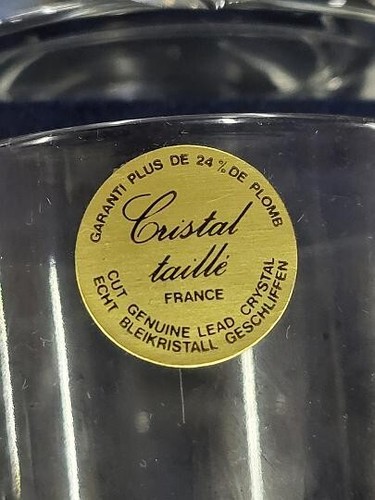 GARANTI PLUS DE 24 % DE PLOMB
Cristal
taillé
FRANCE
CUT GENUINE LEAD CRYSTAL
ECHT BLEIKRISTALL GESCHLIFFEN